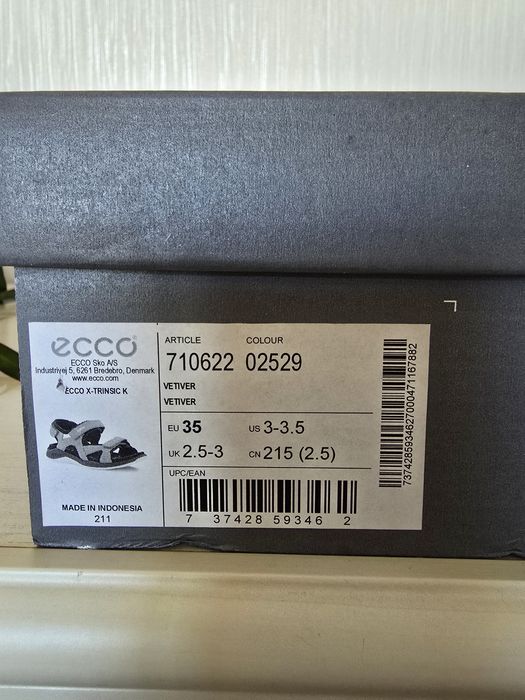 ecco
ECCO Sko A/S
Industrivej 5, 6261 Bredebro, Denmark
www.ecco.com
ECCO X-TRINSIC K
MADE IN INDONESIA
211
ARTICLE COLOUR
710622 02529
VETIVER
VETIVER
EU 35 US 3-3.5
UK 2.5-3 CN 215 (2.5)
UPC/EAN
7 37428 59346 2
737428593462700047116788​2